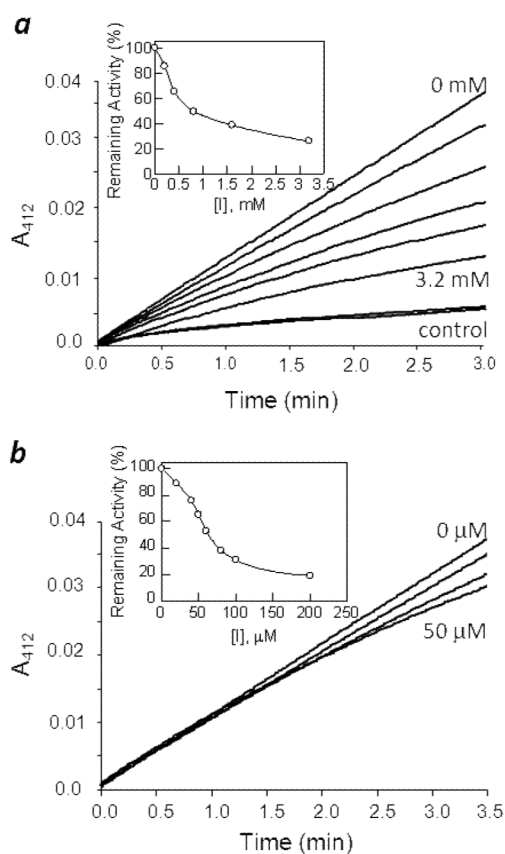 a
0.04
0.03
0.02
0.01
0.0
A412
0.0 0.5 1.0 1.5 2.0 2.5 3.0
Time (min)
0 mM
3.2 mM
control
Remaining Activity (%)
100
80
60
40
20
0
0 0.5 1 1.5 2 2.5 3 3.5
[I], mM
b
0.04
0.03
0.02
0.01
0.0
A412
0.0 0.5 1.0 1.5 2.0 2.5 3.0 3.5
Time (min)
0 µM
50 µM
Remaining Activity (%)
100
80
60
40
20
0
0 50 100 150 200 250
[I], µM